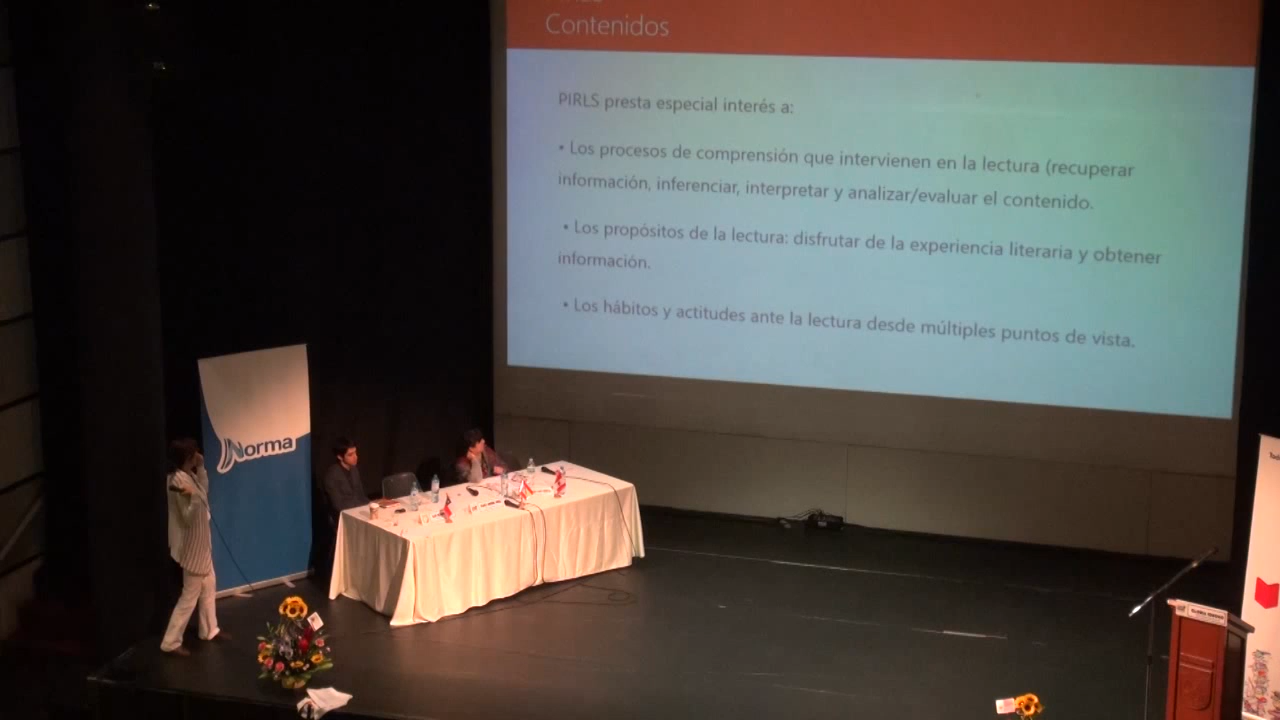 Contenidos
PIRLS presta especial interés a:
• Los procesos de comprensión que intervienen en la lectura (recuperar
información, inferenciar, interpretar y analizar/evaluar el contenido.
• Los propósitos de la lectura: disfrutar de la experiencia literaria y obtener
información.
• Los hábitos y actitudes ante la lectura desde múltiples puntos de vista.
Norma